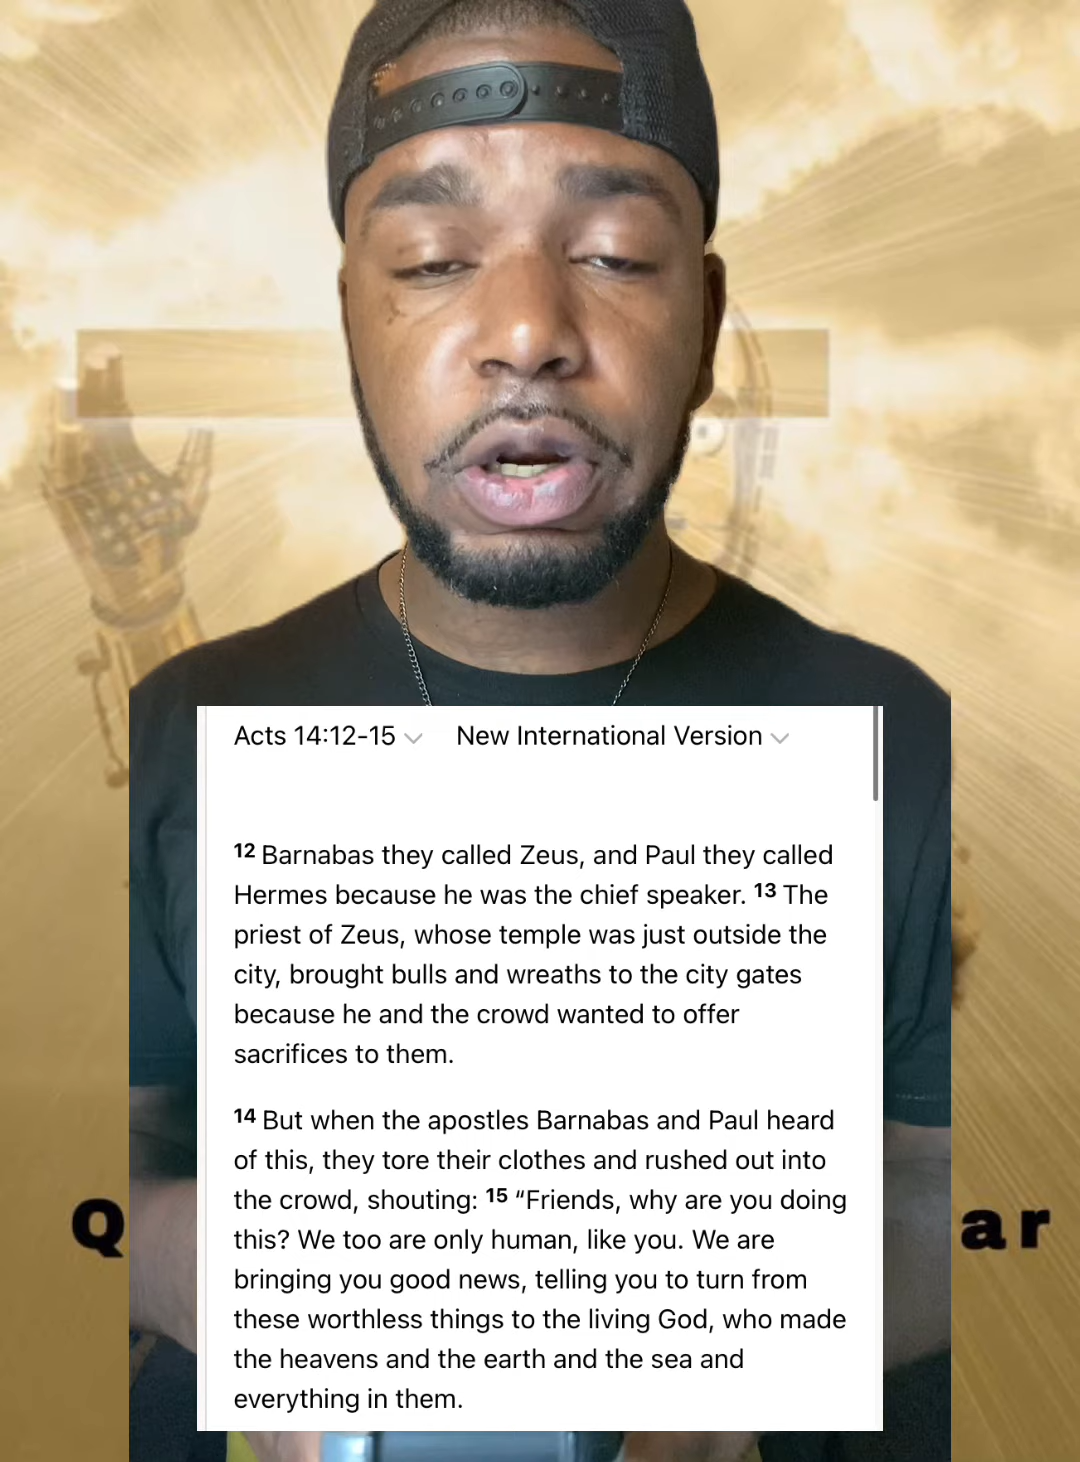 Acts 14:12-15 New International Version
12 Barnabas they called Zeus, and Paul they called
Hermes because he was the chief speaker. 13 The
priest of Zeus, whose temple was just outside the
city, brought bulls and wreaths to the city gates
because he and the crowd wanted to offer
sacrifices to them.
14 But when the apostles Barnabas and Paul heard
of this, they tore their clothes and rushed out into
the crowd, shouting: 15 “Friends, why are you doing
this? We too are only human, like you. We are
bringing you good news, telling you to turn from
these worthless things to the living God, who made
the heavens and the earth and the sea and
everything in them.
Q ar